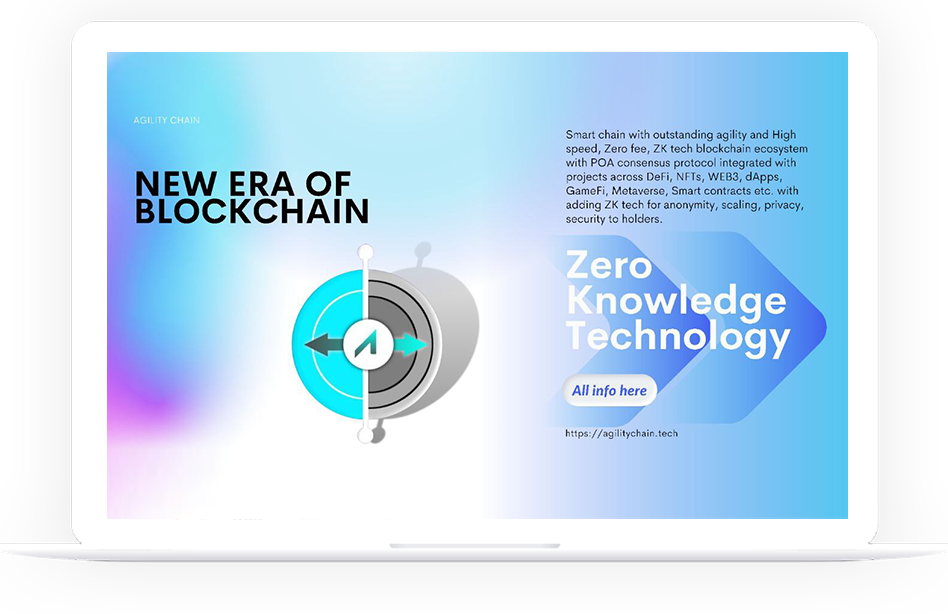 AGILITY CHAIN
NEW ERA OF
BLOCKCHAIN
Smart chain with outstanding agility and High
speed, Zero fee, ZK tech blockchain ecosystem
with POA consensus protocol integrated with
projects across DeFi, NFTs, WEB3, dApps,
GameFi, Metaverse, Smart contracts etc. with
adding ZK tech for anonymity, scaling, privacy,
security to holders.
Zero
Knowledge
Technology
All info here
https://agilitychain.tech